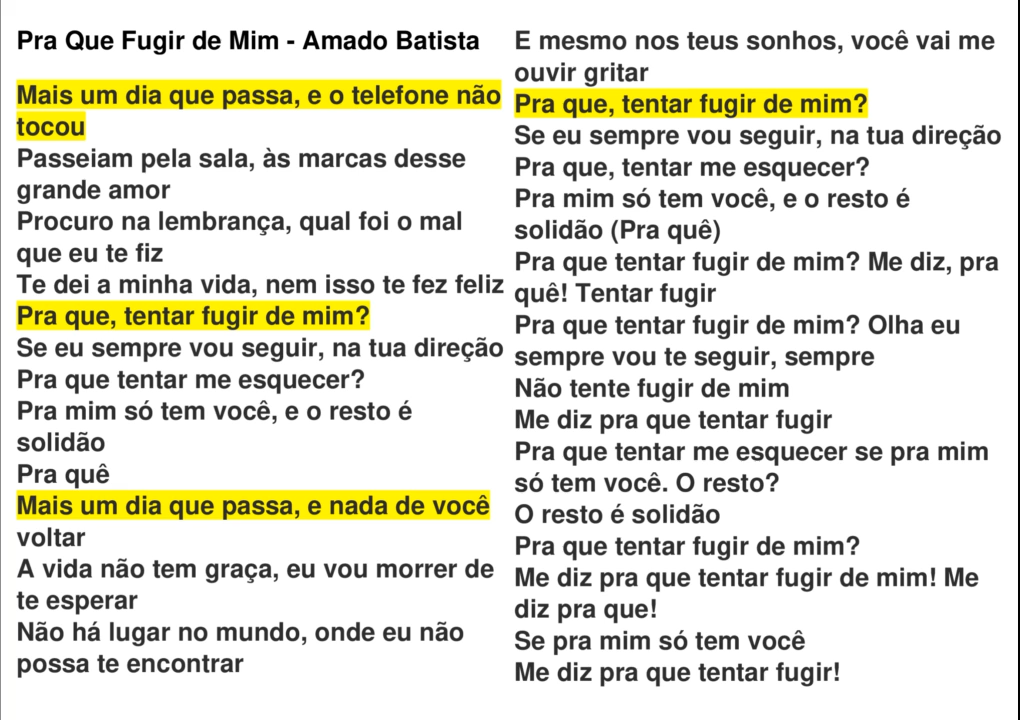 Pra Que Fugir de Mim - Amado Batista
Mais um dia que passa, e o telefone não
tocou
Passeiam pela sala, às marcas desse
grande amor
Procuro na lembrança, qual foi o mal
que eu te fiz
Te dei a minha vida, nem isso te fez feliz
Pra que, tentar fugir de mim?
Se eu sempre vou seguir, na tua direção
Pra que tentar me esquecer?
Pra mim só tem você, e o resto é
solidão
Pra quê
Mais um dia que passa, e nada de você
voltar
A vida não tem graça, eu vou morrer de
te esperar
Não há lugar no mundo, onde eu não
possa te encontrar
E mesmo nos teus sonhos, você vai me
ouvir gritar
Pra que, tentar fugir de mim?
Se eu sempre vou seguir, na tua direção
Pra que, tentar me esquecer?
Pra mim só tem você, e o resto é
solidão (Pra quê)
Pra que tentar fugir de mim? Me diz, pra
quê! Tentar fugir
Pra que tentar fugir de mim? Olha eu
sempre vou te seguir, sempre
Não tente fugir de mim
Me diz pra que tentar fugir
Pra que tentar me esquecer se pra mim
só tem você. O resto?
O resto é solidão
Pra que tentar fugir de mim?
Me diz pra que tentar fugir de mim! Me
diz pra que!
Se pra mim só tem você
Me diz pra que tentar fugir!